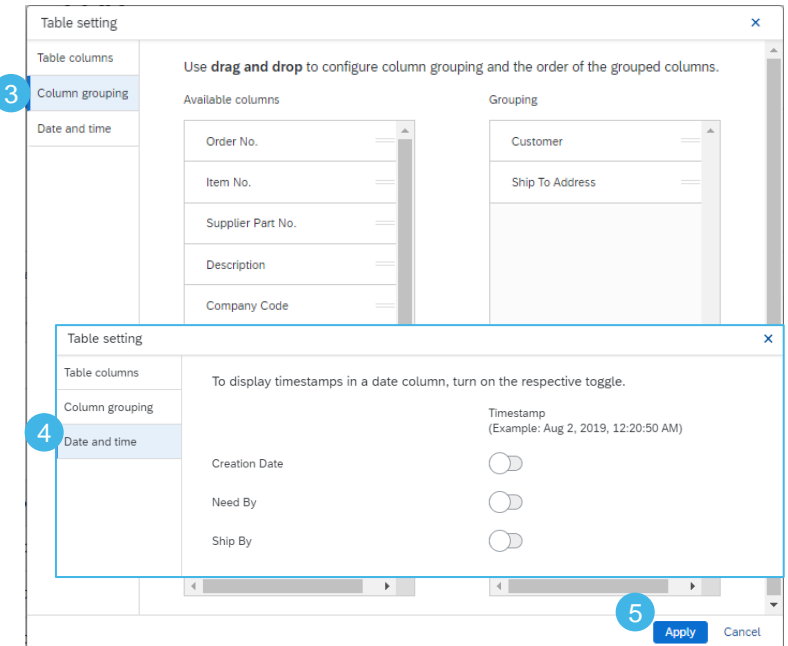 Table setting
×
Table columns
3
Column grouping
Date and time
Use drag and drop to configure column grouping and the order of the grouped columns.
Available columns
Grouping
Order No.
Customer
Item No.
Ship To Address
Supplier Part No.
Description
Company Code
Table setting
×
Table columns
Column grouping
4
Date and time
To display timestamps in a date column, turn on the respective toggle.
Timestamp
(Example: Aug 2, 2019, 12:20:50 AM)
Creation Date
Need By
Ship By
5
Apply
Cancel